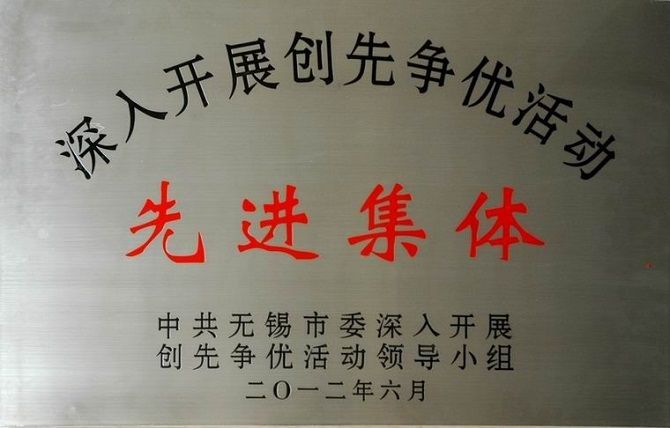 深入开展创先争优活动
先进集体
中共无锡市委深入开展
创先争优活动领导小组
二〇一二年六月